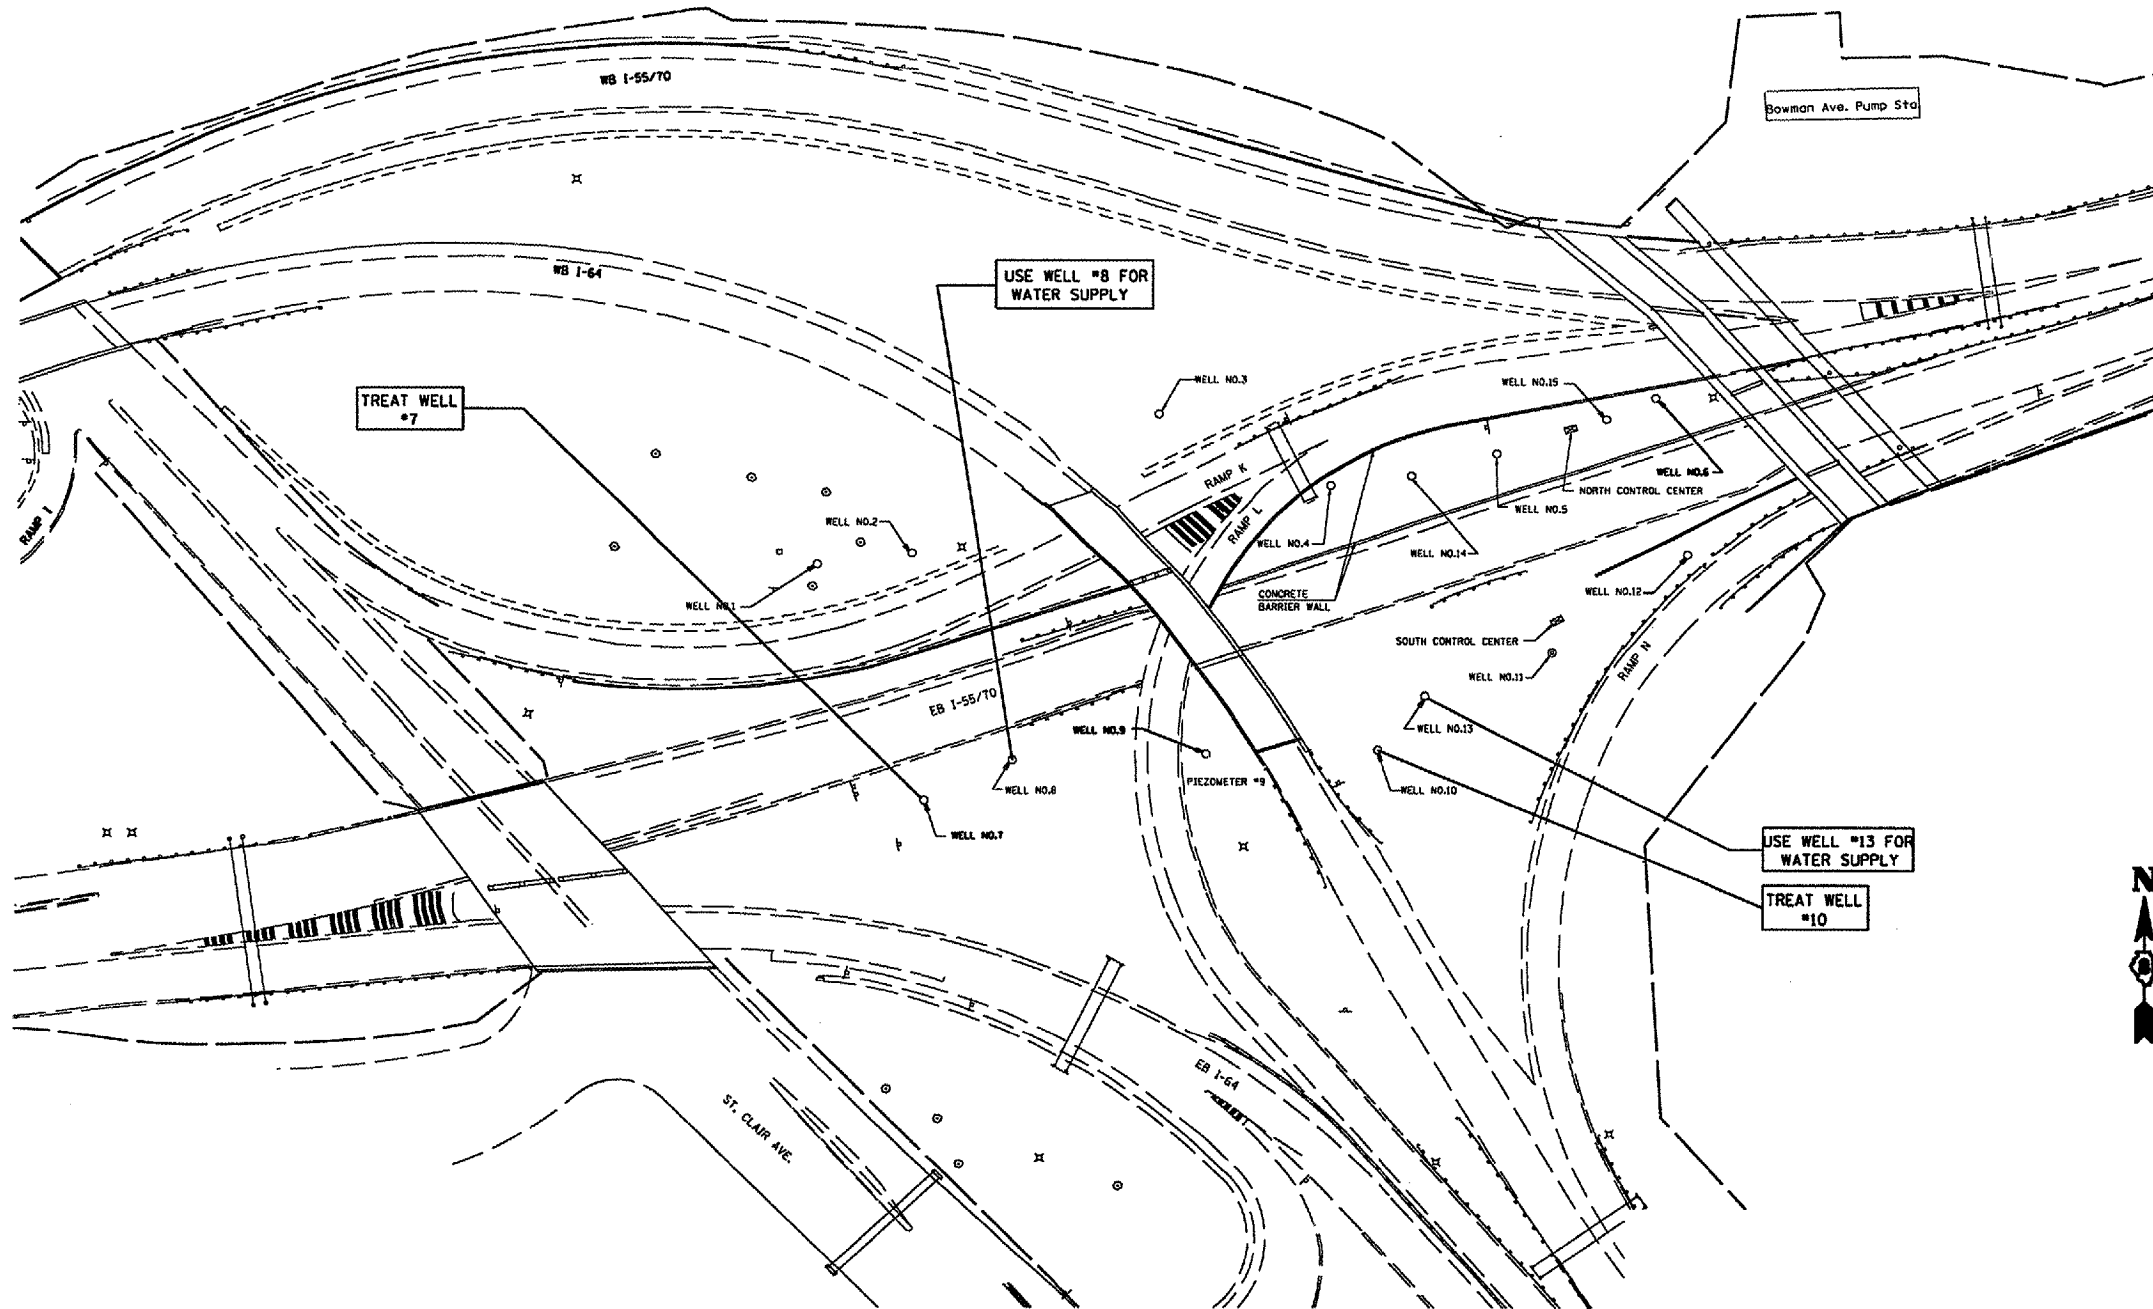 WB I-55/70
Bowman Ave. Pump Sta
WB I-64
USE WELL #8 FOR
WATER SUPPLY
TREAT WELL
#7
WELL NO.3
WELL NO.15
WELL NO.6
RAMP K
NORTH CONTROL CENTER
WELL NO.5
RAMP L
WELL NO.2
WELL NO.4
WELL NO.14
RAMP I
WELL NO.1
CONCRETE
BARRIER WALL
WELL NO.12
SOUTH CONTROL CENTER
RAMP N
WELL NO.11
EB I-55/70
WELL NO.9
WELL NO.13
PIEZOMETER #9
WELL NO.8
WELL NO.10
WELL NO.7
USE WELL #13 FOR
WATER SUPPLY
TREAT WELL
#10
N
EB I-64
ST. CLAIR AVE.